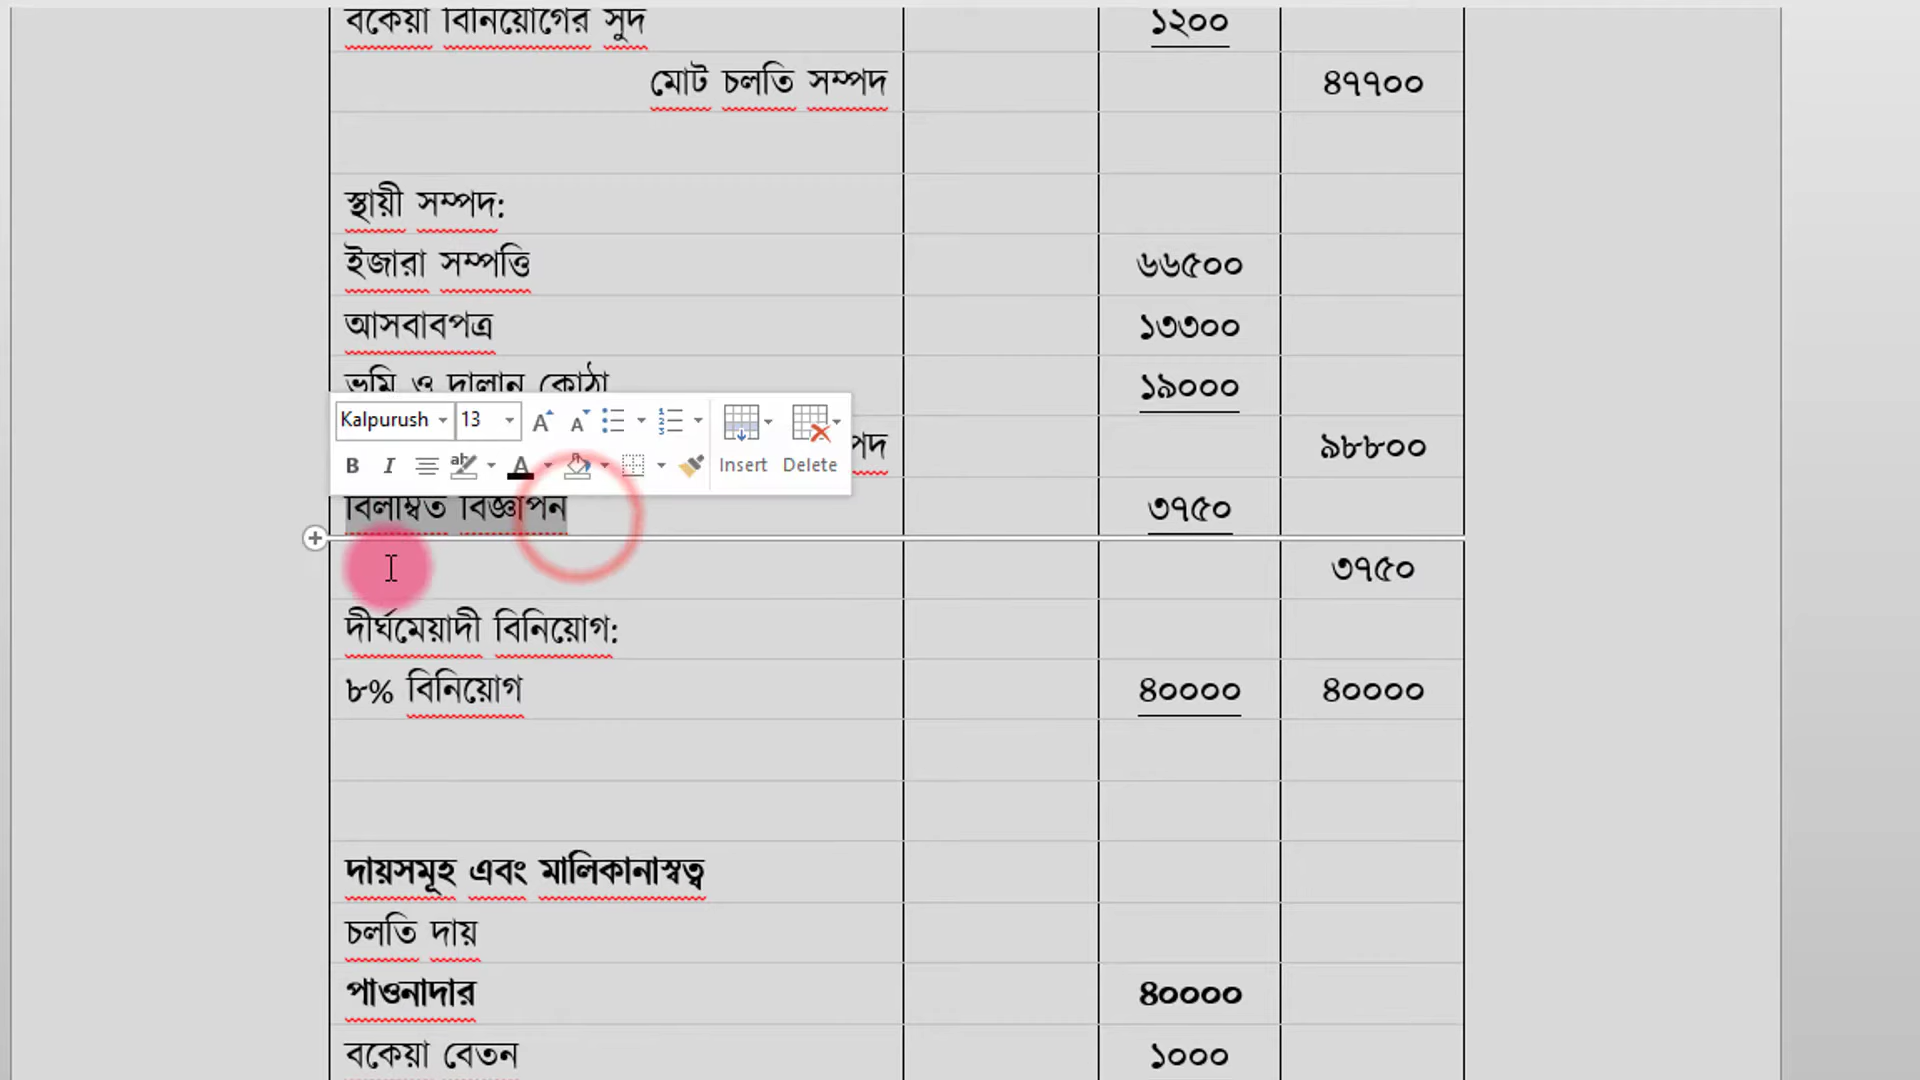 বকেয়া বিনিয়োগের সুদ ১২০০
মোট চলতি সম্পদ ৪৭৭০০
স্থায়ী সম্পদ:
ইজারা সম্পত্তি ৬৬৫০০
আসবাবপত্র ১৩৩০০
ভূমি ও দালান কোঠা ১৯০০০
Kalpurush 13
পদ ৯৮৮০০
B I A Insert Delete
বিলম্বিত বিজ্ঞাপন ৩৭৫০
৩৭৫০
দীর্ঘমেয়াদী বিনিয়োগ:
৮% বিনিয়োগ ৪০০০০ ৪০০০০
দায়সমূহ এবং মালিকানাস্বত্ব
চলতি দায়
পাওনাদার ৪০০০০
বকেয়া বেতন ১০০০